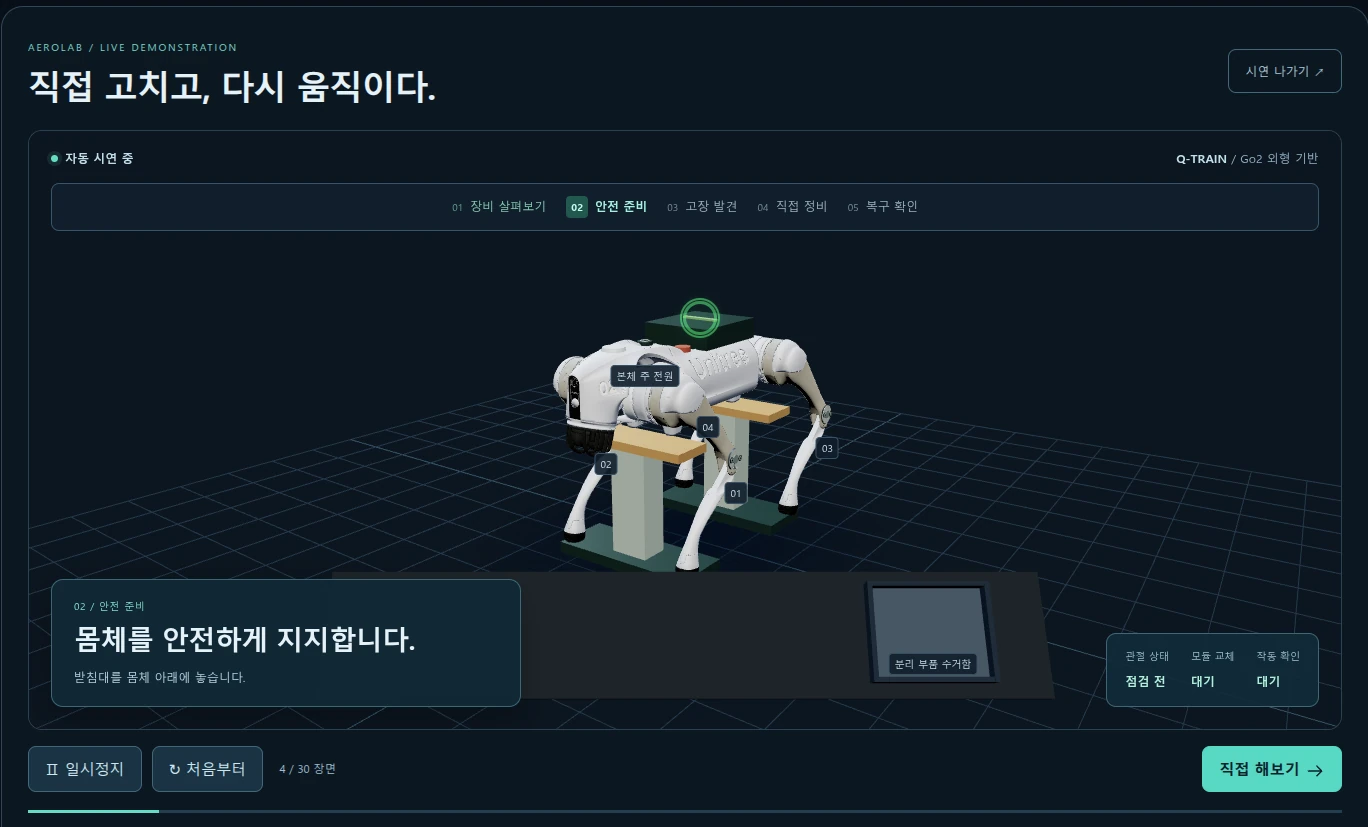 AEROLAB / LIVE DEMONSTRATION
직접 고치고, 다시 움직이다.
시연 나가기 ↗
자동 시연 중
Q-TRAIN / Go2 외형 기반
01 장비 살펴보기 02 안전 준비 03 고장 발견 04 직접 정비 05 복구 확인
Unitree
본체 주 전원
04
03
02
01
02 / 안전 준비
몸체를 안전하게 지지합니다.
받침대를 몸체 아래에 놓습니다.
분리 부품 수거함
관절 상태 모듈 교체 작동 확인
점검 전 대기 대기
일시정지
↻ 처음부터
4 / 30 장면
직접 해보기 →